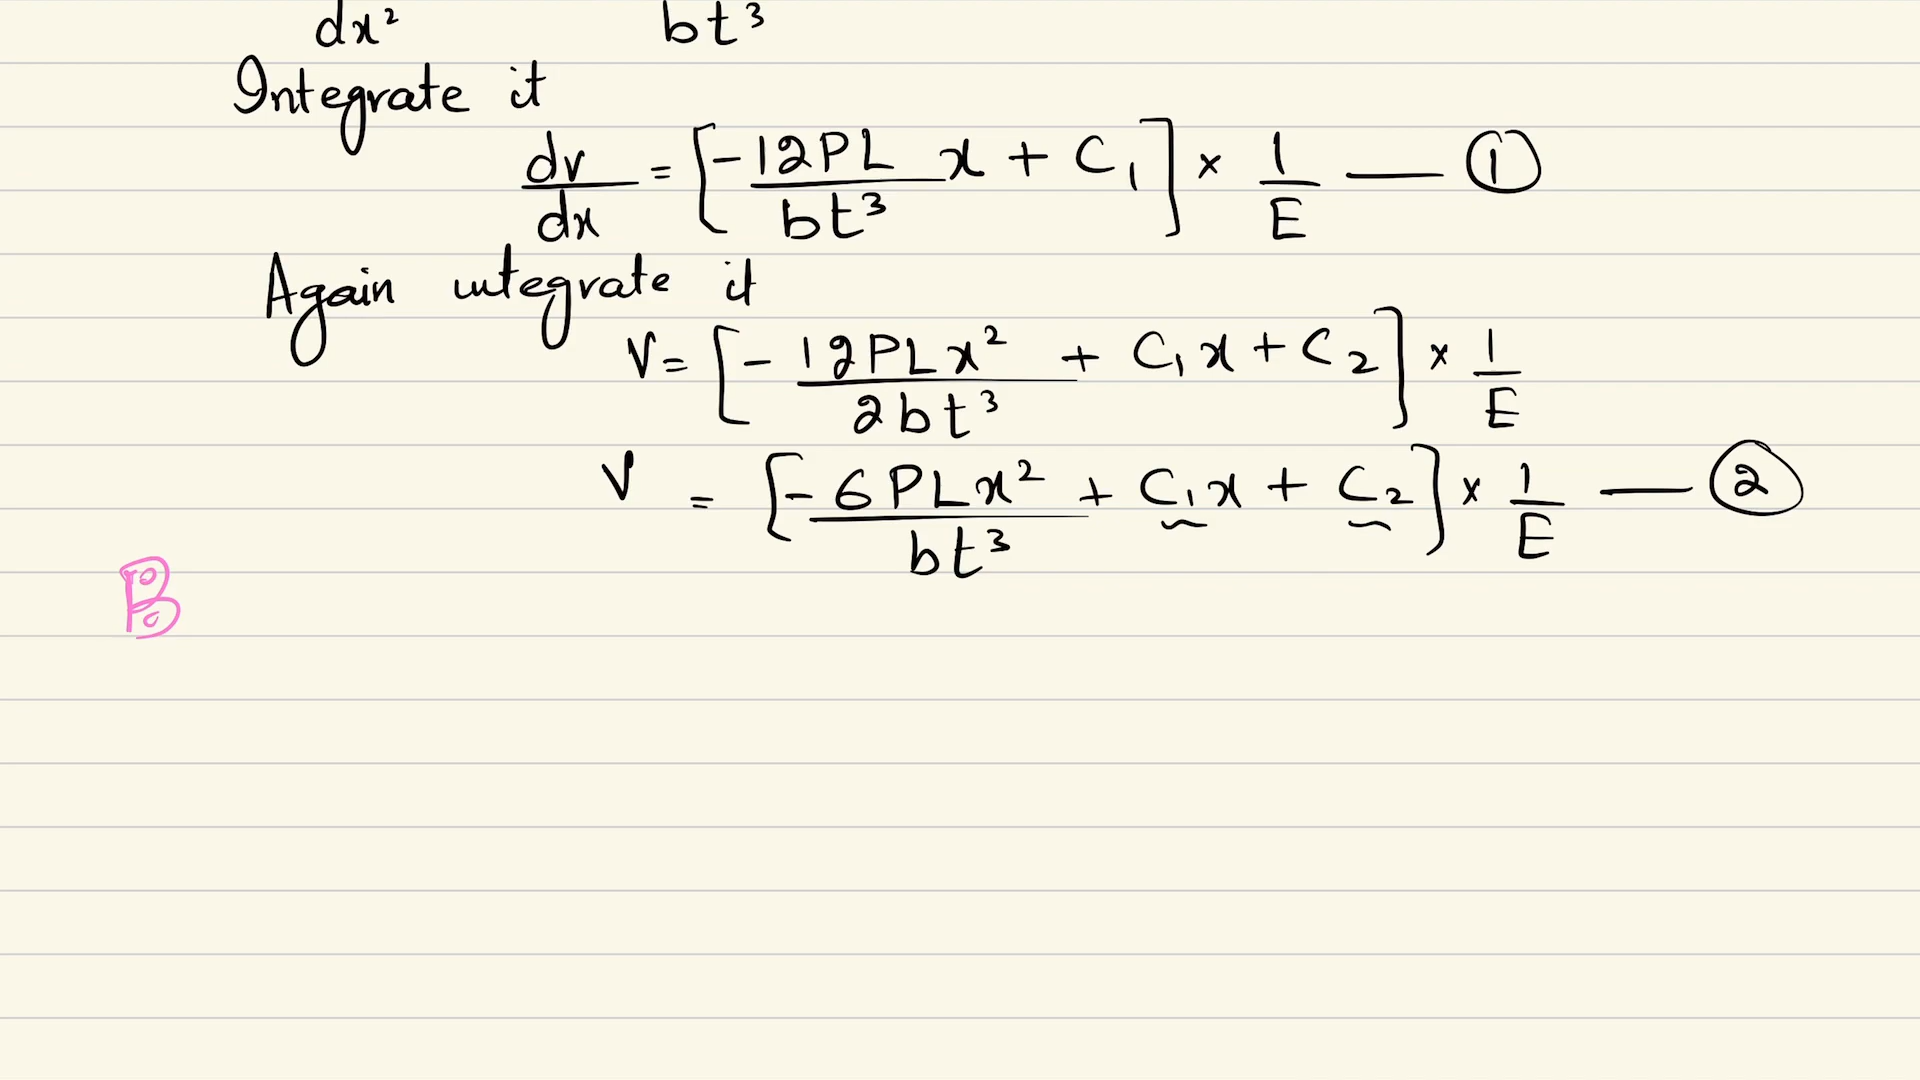 dx² bt³
Integrate it
dv/dx = [-12PL/bt³ x + C₁] × 1/E — ①
Again integrate it
V = [- 12PLx²/2bt³ + C₁x + C₂] × 1/E
V = [- 6PLx²/bt³ + C₁x + C₂] × 1/E — ②
B